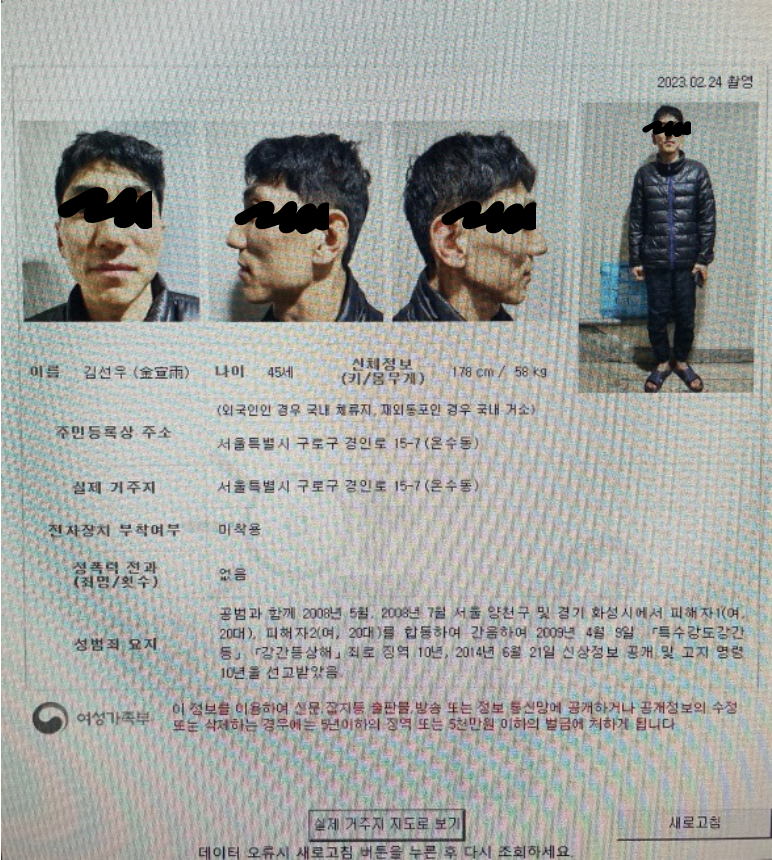 2023.02.24 촬영
이름 김선우 (金宣雨) 나이 45세 신체정보 (키/몸무게) 178 cm / 58 kg
(외국인인 경우 국내 체류지, 재외동포인 경우 국내 거소)
주민등록상 주소
서울특별시 구로구 경인로 15-7 (온수동)
실제 거주지 서울특별시 구로구 경인로 15-7 (온수동)
전자장치 부착여부 미착용
성폭력 전과
(죄명/횟수)
없음
성범죄 요지
공범과 함께 2008년 5월, 2008년 7월 서울 양천구 및 경기 화성시에서 피해자1(여,
20대), 피해자2(여, 20대)를 합동하여 간음하여 2009년 4월 9일 「특수강도강간
등」 「강간등상해」 죄로 징역 10년, 2014년 6월 21일 신상정보 공개 및 고지 명령
10년을 선고받았음.
여성가족부
이 정보를 이용하여 신문,잡지등 출판물,방송 또는 정보 통신망에 공개하거나 공개정보의 수정
또는 삭제하는 경우에는 5년이하의 징역 또는 5천만원 이하의 벌금에 처하게 됩니다
실제 거주지 지도로 보기
새로고침
데이터 오류시 새로고침 버튼을 누른 후 다시 조회하세요